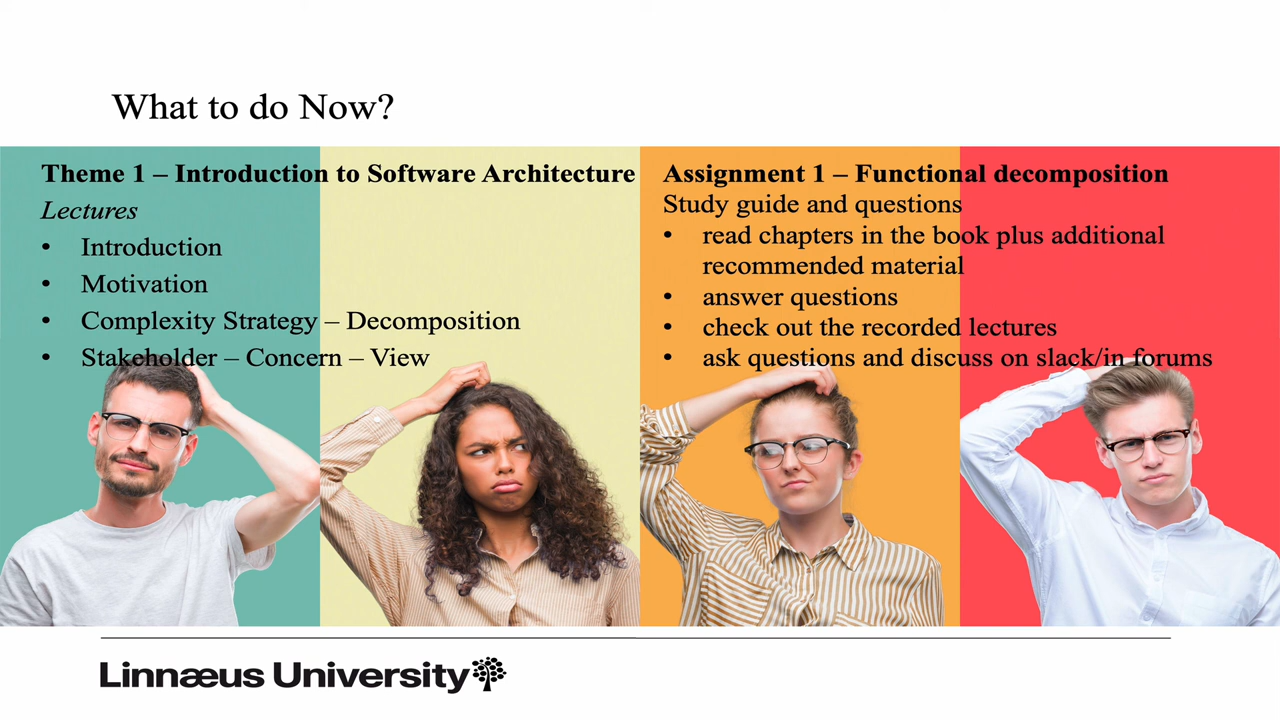 What to do Now?
Theme 1 – Introduction to Software Architecture
Lectures
• Introduction
• Motivation
• Complexity Strategy – Decomposition
• Stakeholder – Concern – View
Assignment 1 – Functional decomposition
Study guide and questions
• read chapters in the book plus additional
recommended material
• answer questions
• check out the recorded lectures
• ask questions and discuss on slack/in forums
Linnæus University